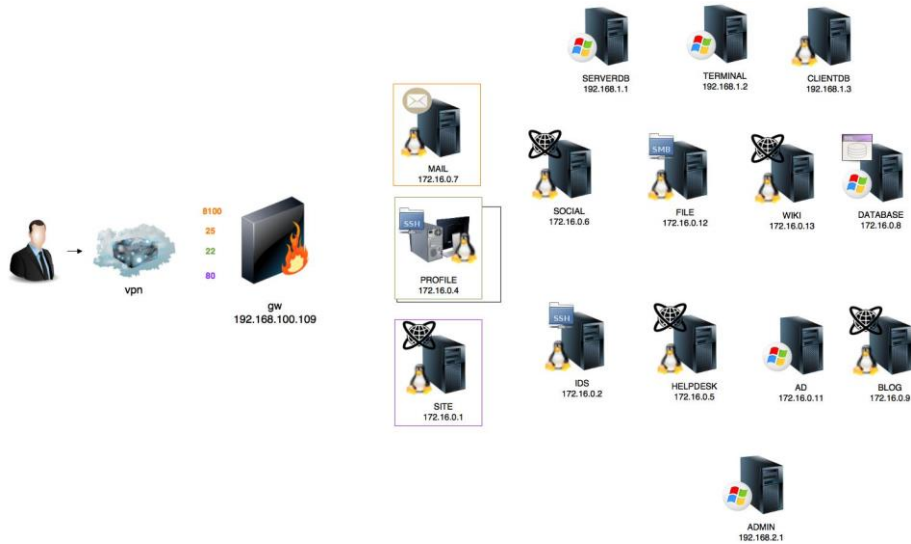 SERVERDB
192.168.1.1
TERMINAL
192.168.1.2
CLIENTDB
192.168.1.3
MAIL
172.16.0.7
SOCIAL
172.16.0.6
SMB
FILE
172.16.0.12
WIKI
172.16.0.13
DATABASE
172.16.0.8
8100
25
22
80
vpn
gw
192.168.100.109
SSH
PROFILE
172.16.0.4
SITE
172.16.0.1
SSH
IDS
172.16.0.2
HELPDESK
172.16.0.5
AD
172.16.0.11
BLOG
172.16.0.9
ADMIN
192.168.2.1